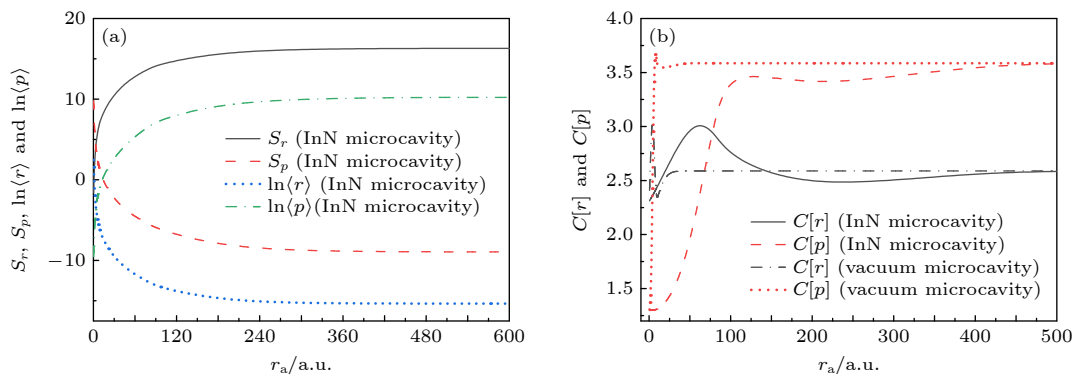 (a)
20
10
0
−10
S_r, S_p, ln⟨r⟩ and ln⟨p⟩
S_r (InN microcavity)
S_p (InN microcavity)
ln⟨r⟩ (InN microcavity)
ln⟨p⟩(InN microcavity)
0 120 240 360 480 600
r_a/a.u.
(b)
4.0
3.5
3.0
2.5
2.0
1.5
C[r] and C[p]
C[r] (InN microcavity)
C[p] (InN microcavity)
C[r] (vacuum microcavity)
C[p] (vacuum microcavity)
0 100 200 300 400 500
r_a/a.u.